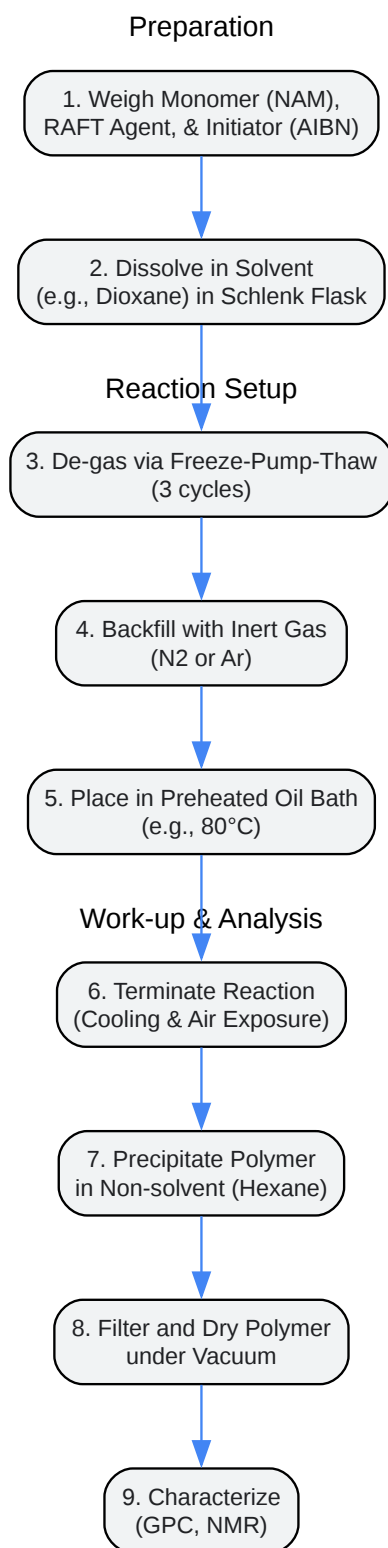 Preparation
1. Weigh Monomer (NAM),
RAFT Agent, & Initiator (AIBN)
2. Dissolve in Solvent
(e.g., Dioxane) in Schlenk Flask
Reaction Setup
3. De-gas via Freeze-Pump-Thaw
(3 cycles)
4. Backfill with Inert Gas
(N2 or Ar)
5. Place in Preheated Oil Bath
(e.g., 80°C)
Work-up & Analysis
6. Terminate Reaction
(Cooling & Air Exposure)
7. Precipitate Polymer
in Non-solvent (Hexane)
8. Filter and Dry Polymer
under Vacuum
9. Characterize
(GPC, NMR)